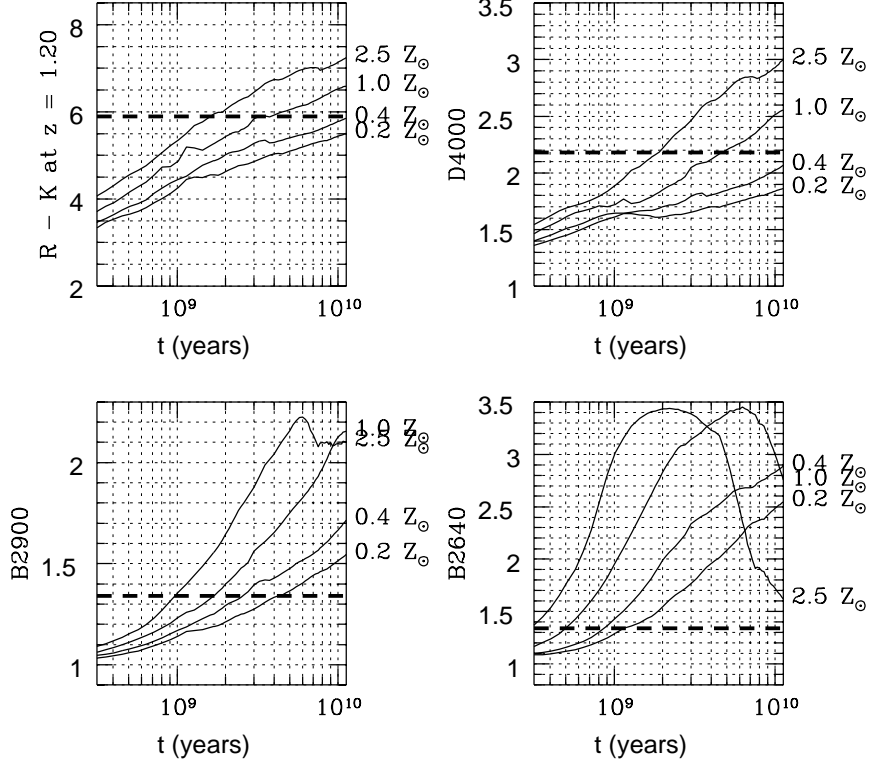 R – K at z = 1.20
8
6
4
2
2.5 Z⊙
1.0 Z⊙
0.4 Z⊙
0.2 Z⊙
10⁹
10¹⁰
t (years)
D4000
3.5
3
2.5
2
1.5
1
2.5 Z⊙
1.0 Z⊙
0.4 Z⊙
0.2 Z⊙
10⁹
10¹⁰
t (years)
B2900
2
1.5
1
1.0 Z⊙
2.5 Z⊙
0.4 Z⊙
0.2 Z⊙
10⁹
10¹⁰
t (years)
B2640
3.5
3
2.5
2
1.5
1
0.4 Z⊙
1.0 Z⊙
0.2 Z⊙
2.5 Z⊙
10⁹
10¹⁰
t (years)